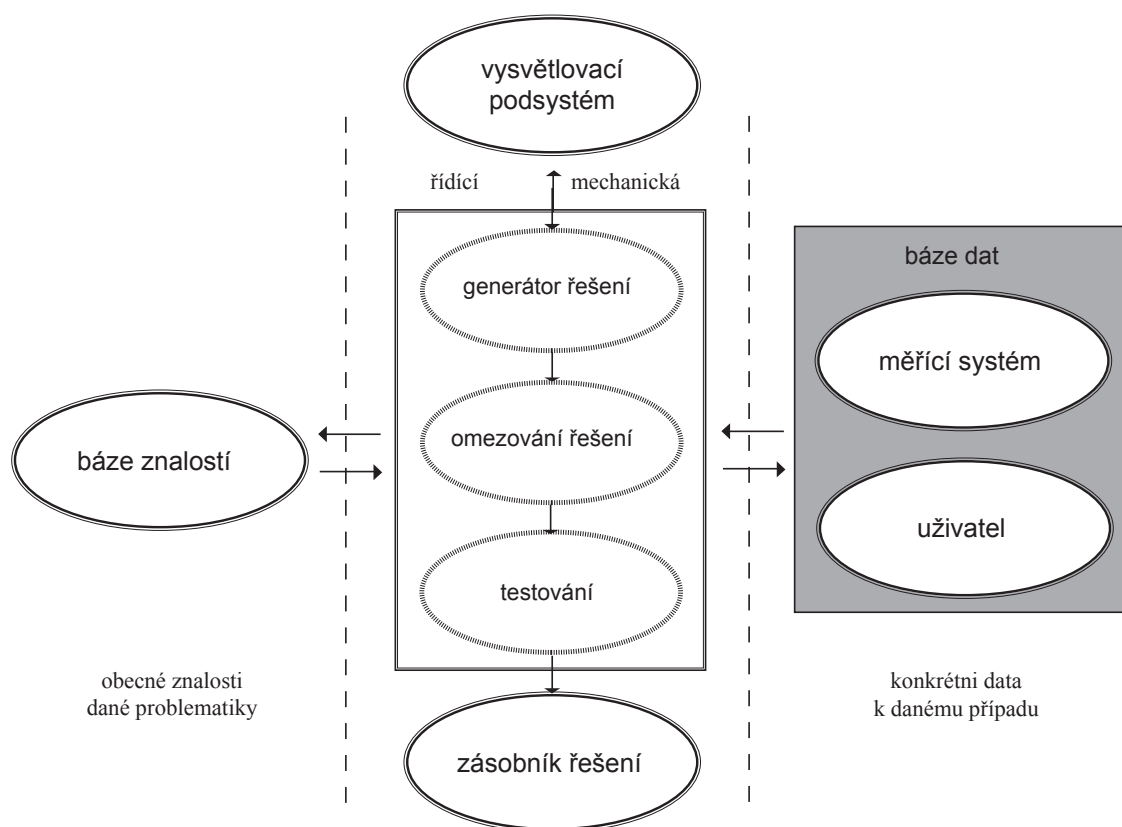 vysvětlovací
podsystém
řídící
mechanická
generátor řešení
báze dat
měřící systém
omezování řešení
báze znalostí
uživatel
testování
obecné znalosti
dané problematiky
konkrétni data
k danému případu
zásobník řešení